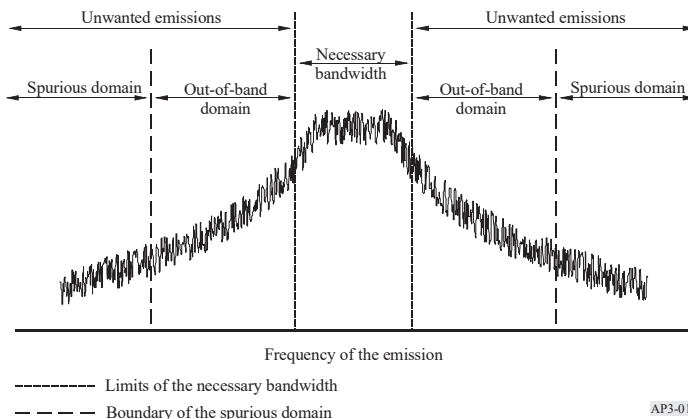 Unwanted emissions
Unwanted emissions
Necessary
bandwidth
Spurious domain
Out-of-band
domain
Out-of-band
domain
Spurious domain
Frequency of the emission
Limits of the necessary bandwidth
Boundary of the spurious domain
AP3-01